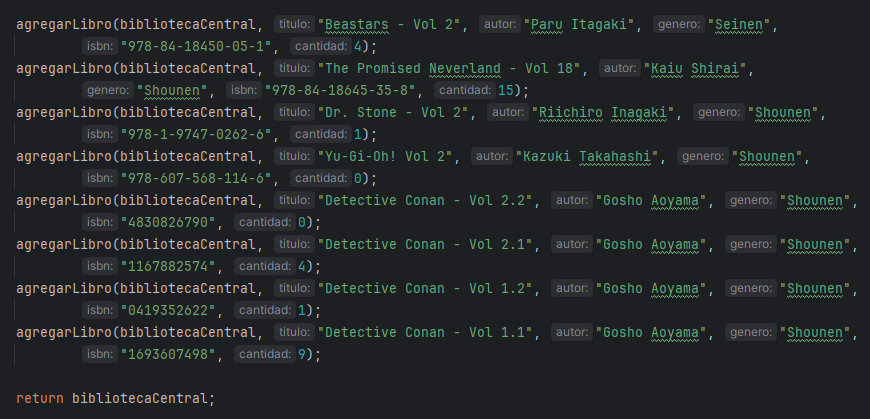 agregarLibro(bibliotecaCentral, titulo: "Beastars - Vol 2", autor: "Paru Itagaki", genero: "Seinen",
isbn: "978-84-18450-05-1", cantidad: 4);
agregarLibro(bibliotecaCentral, titulo: "The Promised Neverland - Vol 18", autor: "Kaiu Shirai",
genero: "Shounen", isbn: "978-84-18645-35-8", cantidad: 15);
agregarLibro(bibliotecaCentral, titulo: "Dr. Stone - Vol 2", autor: "Riichiro Inagaki", genero: "Shounen",
isbn: "978-1-9747-0262-6", cantidad: 1);
agregarLibro(bibliotecaCentral, titulo: "Yu-Gi-Oh! Vol 2", autor: "Kazuki Takahashi", genero: "Shounen",
isbn: "978-607-568-114-6", cantidad: 0);
agregarLibro(bibliotecaCentral, titulo: "Detective Conan - Vol 2.2", autor: "Gosho Aoyama", genero: "Shounen",
isbn: "4830826790", cantidad: 0);
agregarLibro(bibliotecaCentral, titulo: "Detective Conan - Vol 2.1", autor: "Gosho Aoyama", genero: "Shounen",
isbn: "1167882574", cantidad: 4);
agregarLibro(bibliotecaCentral, titulo: "Detective Conan - Vol 1.2", autor: "Gosho Aoyama", genero: "Shounen",
isbn: "0419352622", cantidad: 1);
agregarLibro(bibliotecaCentral, titulo: "Detective Conan - Vol 1.1", autor: "Gosho Aoyama", genero: "Shounen",
isbn: "1693607498", cantidad: 9);
return bibliotecaCentral;